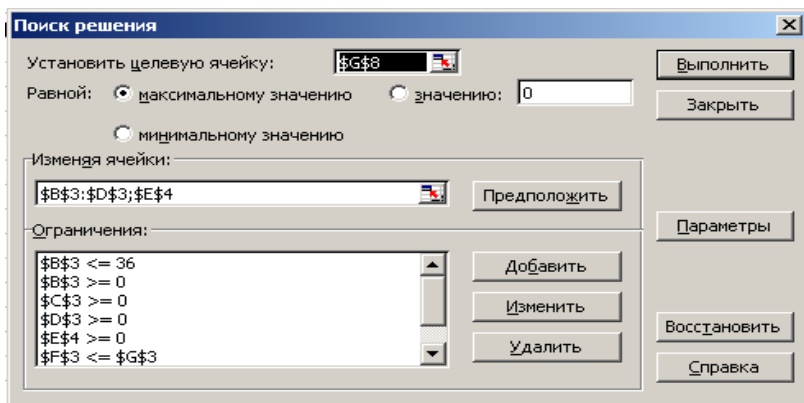 Поиск решения
Установить целевую ячейку: $G$8 Выполнить
Равной: максимальному значению значению: 0 Закрыть
минимальному значению
Изменяя ячейки:
$B$3:$D$3;$E$4 Предположить
Ограничения: Параметры
$B$3 <= 36 Добавить
$B$3 >= 0
$C$3 >= 0 Изменить
$D$3 >= 0 Восстановить
$E$4 >= 0 Удалить
$F$3 <= $G$3 Справка